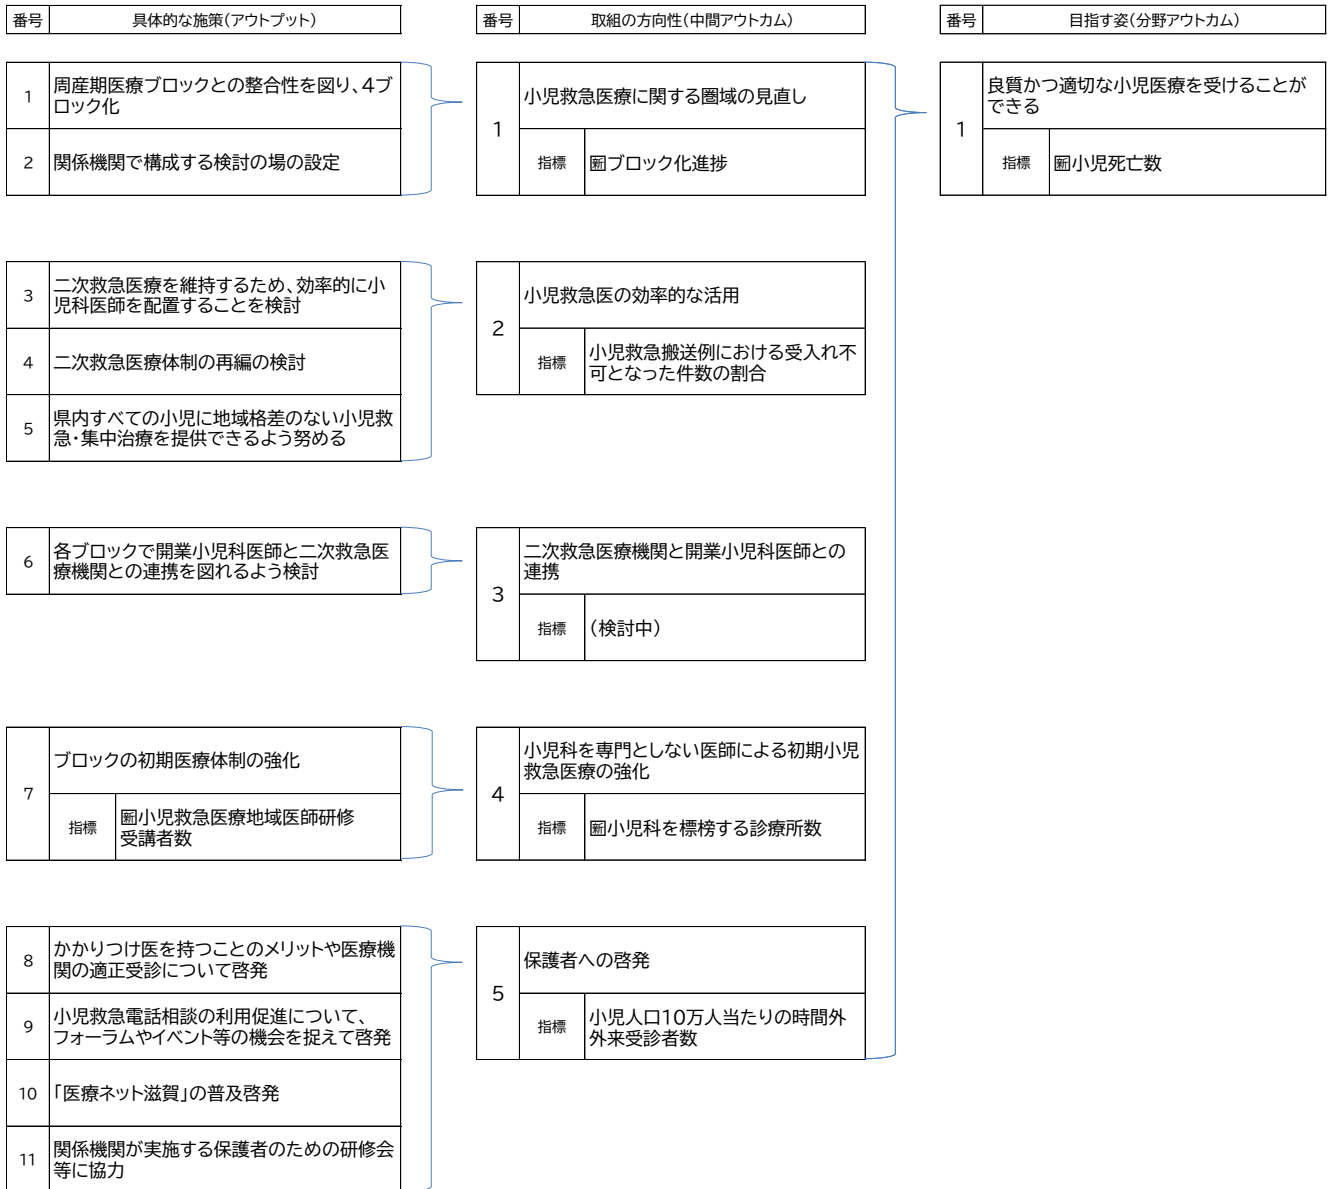 番号 具体的な施策(アウトプット)
番号 取組の方向性(中間アウトカム)
番号 目指す姿(分野アウトカム)
1 周産期医療ブロックとの整合性を図り、4ブ
ロック化
2 関係機関で構成する検討の場の設定
1 小児救急医療に関する圏域の見直し
指標 ブロック化進捗
1 良質かつ適切な小児医療を受けることが
できる
指標 小児死亡数
3 二次救急医療を維持するため、効率的に小
児科医師を配置することを検討
4 二次救急医療体制の再編の検討
5 県内すべての小児に地域格差のない小児救
急・集中治療を提供できるよう努める
2 小児救急医の効率的な活用
指標 小児救急搬送例における受入れ不
可となった件数の割合
6 各ブロックで開業小児科医師と二次救急医
療機関との連携を図れるよう検討
3 二次救急医療機関と開業小児科医師との
連携
指標 (検討中)
7 ブロックの初期医療体制の強化
指標 小児救急医療地域医師研修
受講者数
4 小児科を専門としない医師による初期小児
救急医療の強化
指標 小児科を標榜する診療所数
8 かかりつけ医を持つことのメリットや医療機
関の適正受診について啓発
9 小児救急電話相談の利用促進について、
フォーラムやイベント等の機会を捉えて啓発
10 「医療ネット滋賀」の普及啓発
11 関係機関が実施する保護者のための研修会
等に協力
5 保護者への啓発
指標 小児人口10万人当たりの時間外
外来受診者数